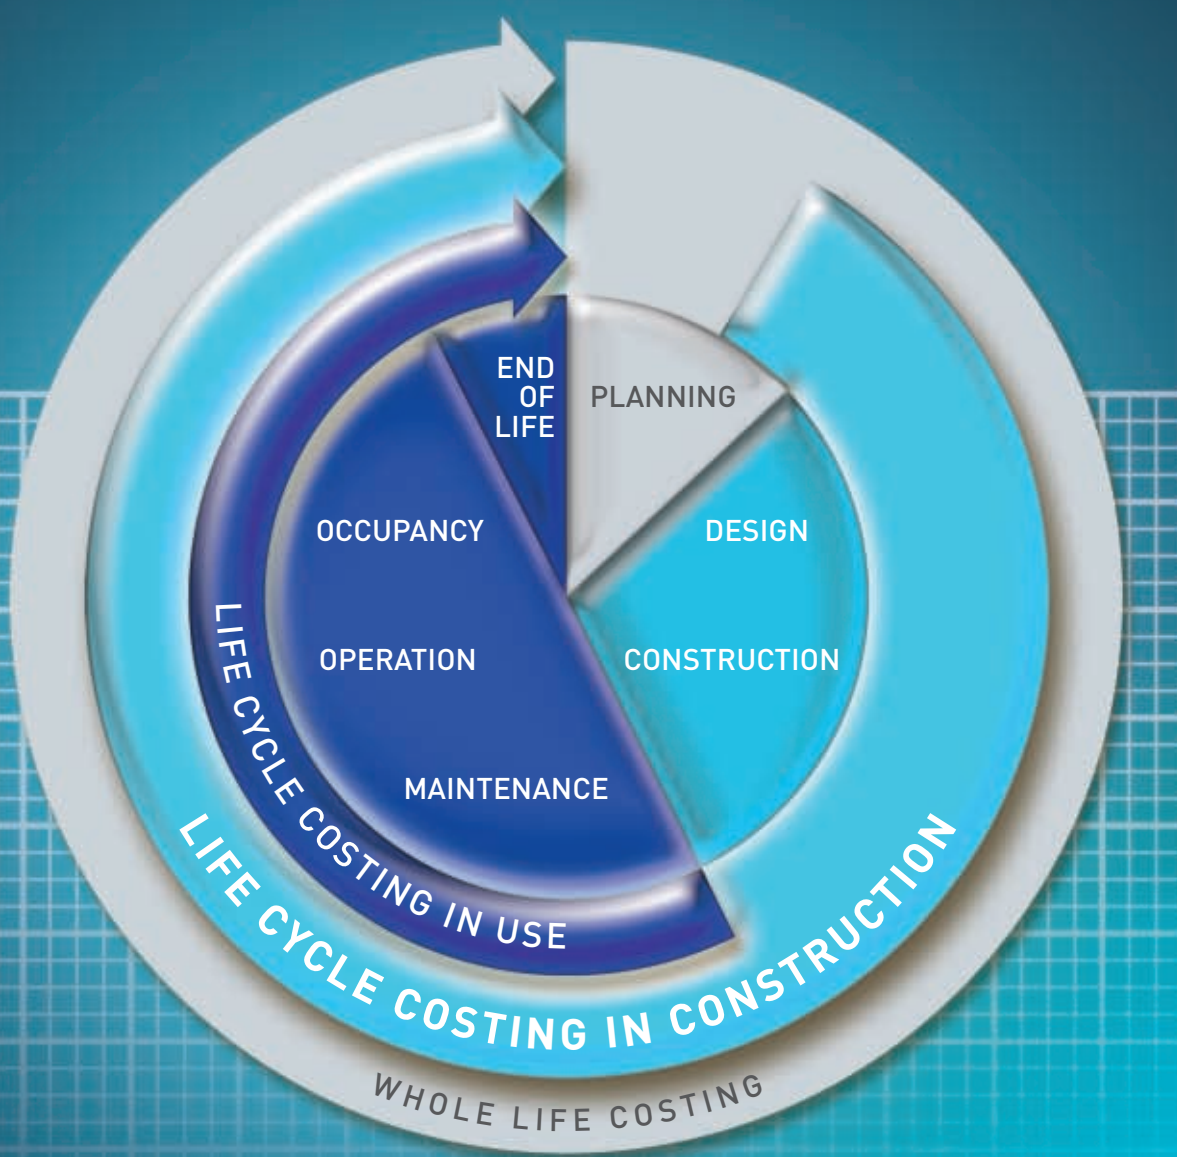 END
OF
LIFE
PLANNING
OCCUPANCY
DESIGN
OPERATION
CONSTRUCTION
MAINTENANCE
LIFE CYCLE COSTING IN USE
LIFE CYCLE COSTING IN CONSTRUCTION
WHOLE LIFE COSTING